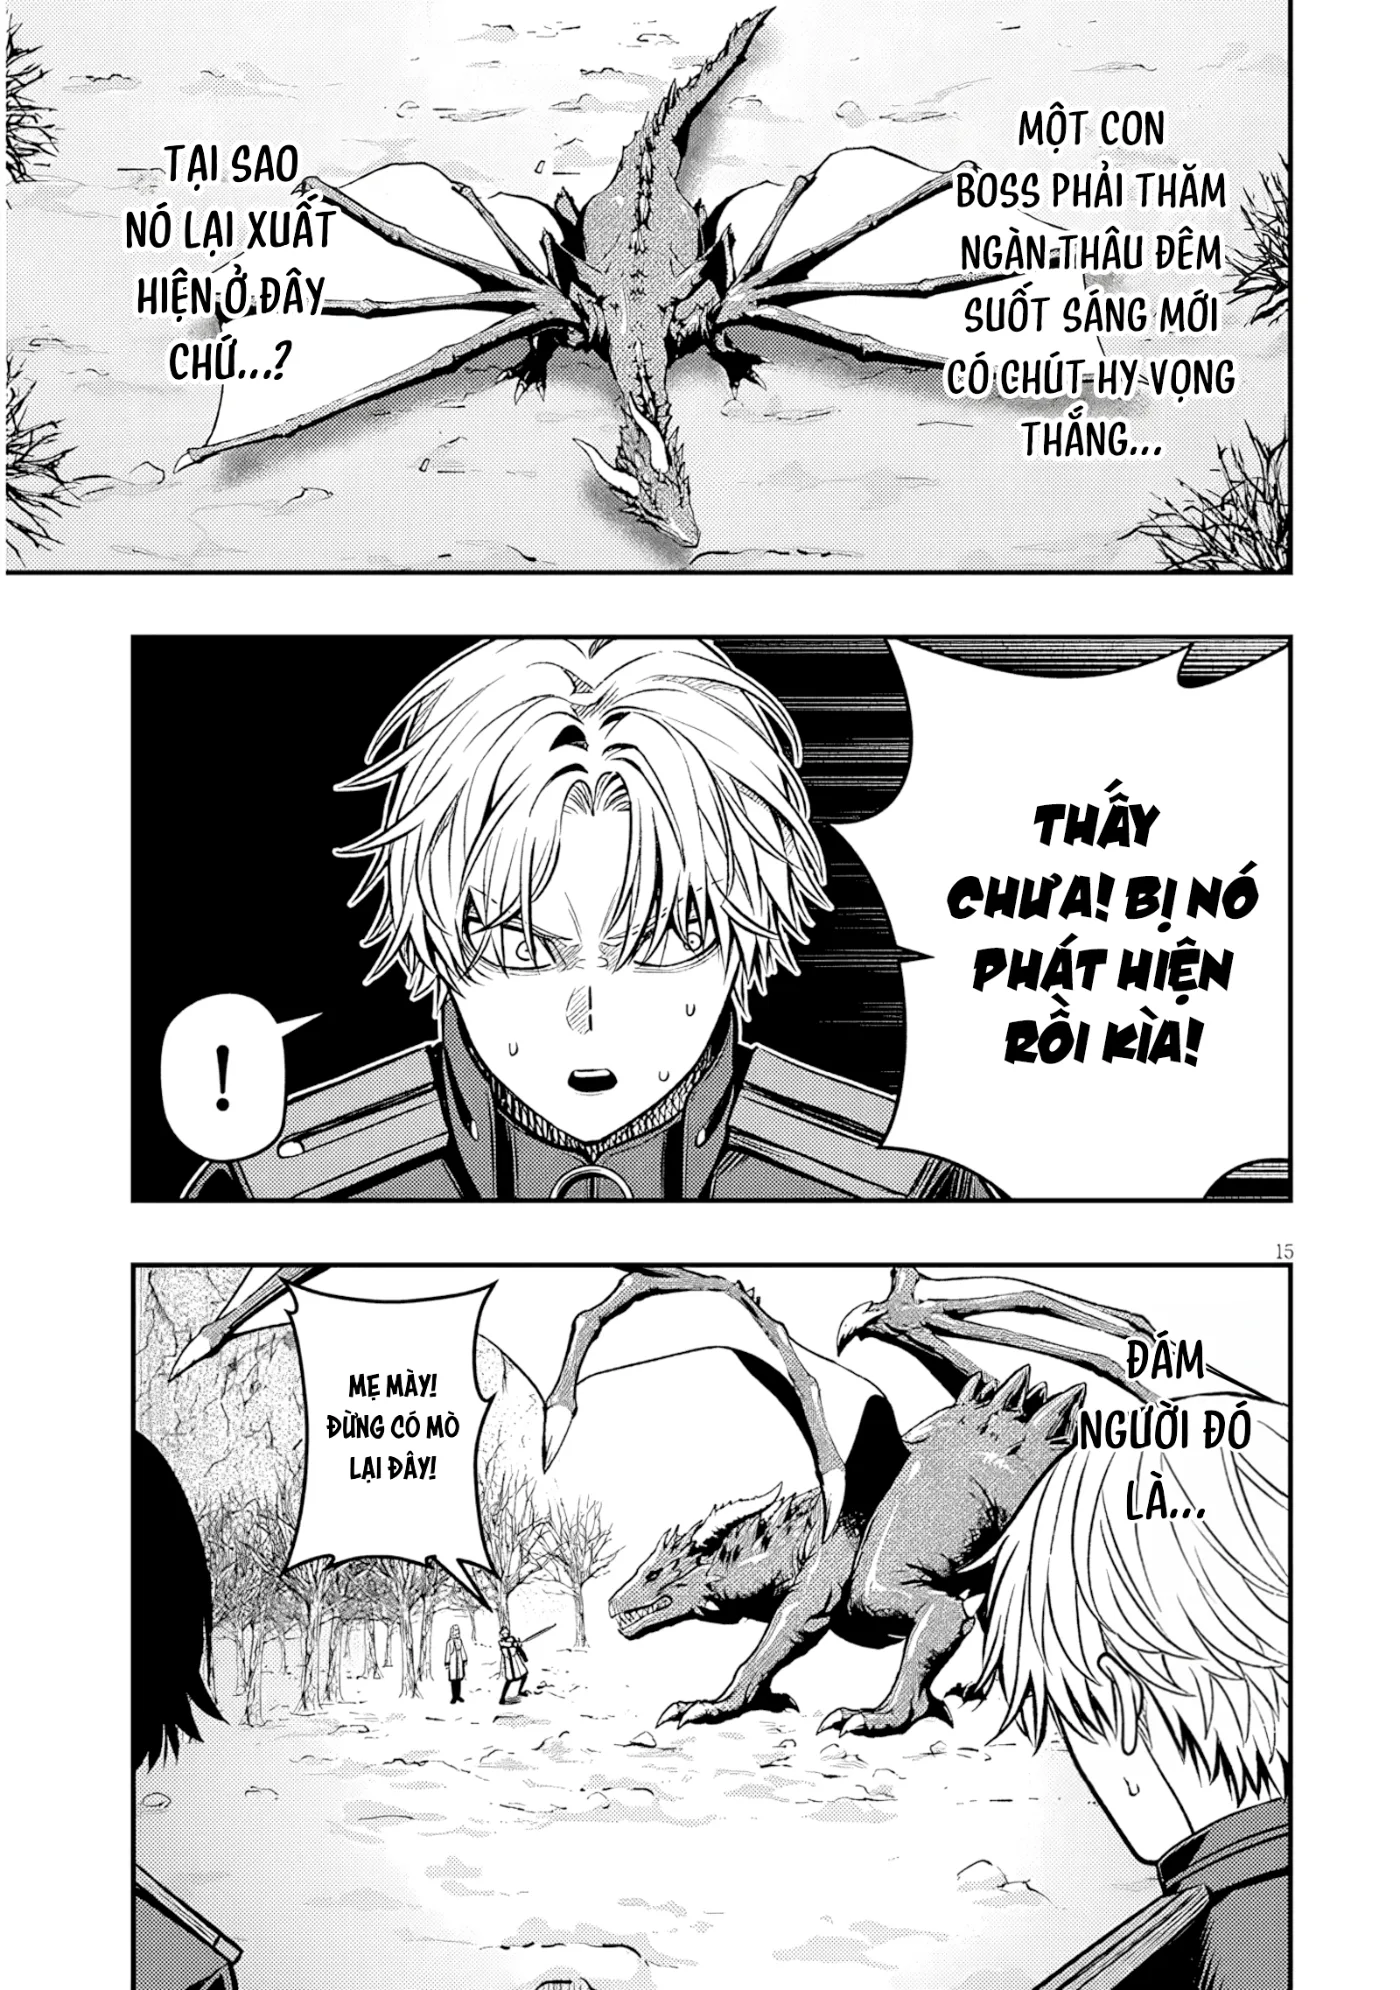 MỘT CON
BOSS PHẢI THĂM
NGÀN THÂU ĐÊM
SUỐT SÁNG MỚI
CÓ CHÚT HY VỌNG
THẮNG...
TẠI SAO
NÓ LẠI XUẤT
HIỆN Ở ĐÂY
CHỨ...?
THẤY
CHƯA! BỊ NÓ
PHÁT HIỆN
RỒI KÌA!
!
15
ĐÁM
NGƯỜI ĐÓ
LÀ...
MẸ MÀY!
ĐỪNG CÓ MÒ
LẠI ĐÂY!